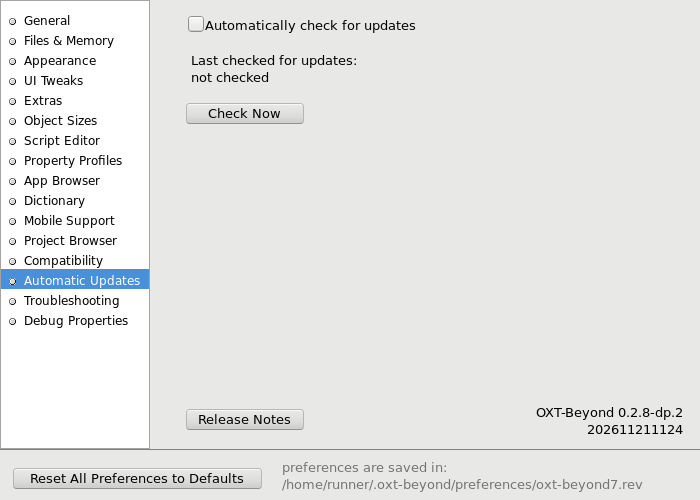 General
Files & Memory
Appearance
UI Tweaks
Extras
Object Sizes
Script Editor
Property Profiles
App Browser
Dictionary
Mobile Support
Project Browser
Compatibility
Automatic Updates
Troubleshooting
Debug Properties
Automatically check for updates
Last checked for updates:
not checked
Check Now
Release Notes
OXT-Beyond 0.2.8-dp.2
202611211124
Reset All Preferences to Defaults
preferences are saved in:
/home/runner/.oxt-beyond/preferences/oxt-beyond7.rev